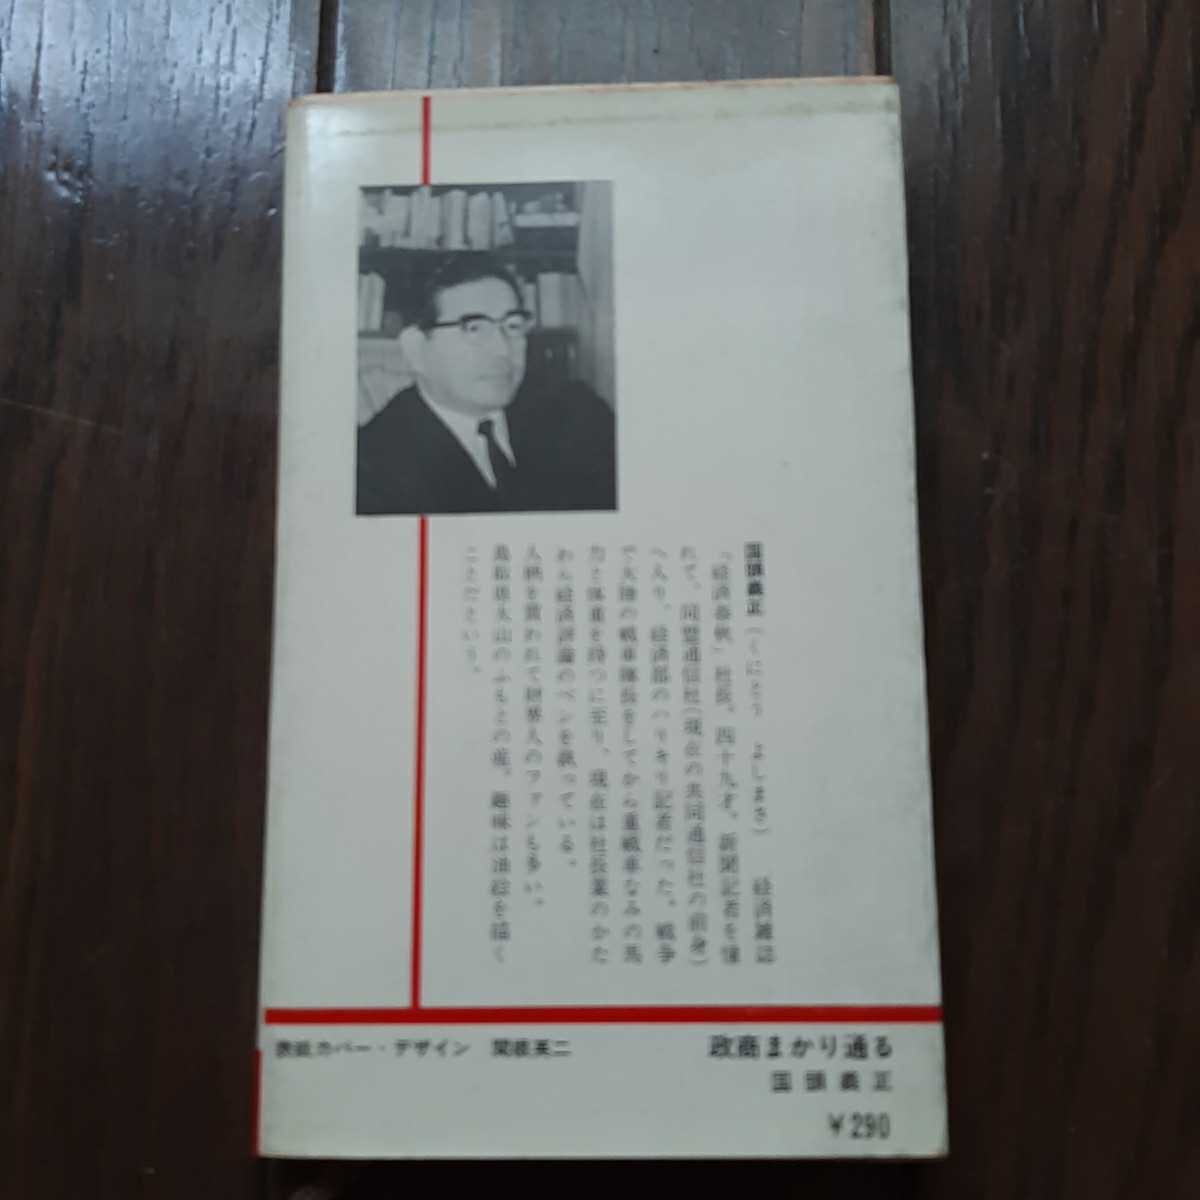 国頭義正(くにとう よしまさ) 経済雑誌
「経済春秋」社長。四十九才。新聞記者を憧
れて、同盟通信社(現在の共同通信社の前身)
へ入り、経済部のハリキリ記者だった。戦争
で大陸の戦車隊長をしてから重戦車なみの馬
力と体重を持つに至り、現在は社長業のかた
わら経済評論のペンを執っている。
人柄を買われて財界人のファンも多い。
鳥取県大山のふもとの産。趣味は油絵を描く
ことだという。
表紙カバー・デザイン 関根英二
政商まかり通る
国頭義正
¥290